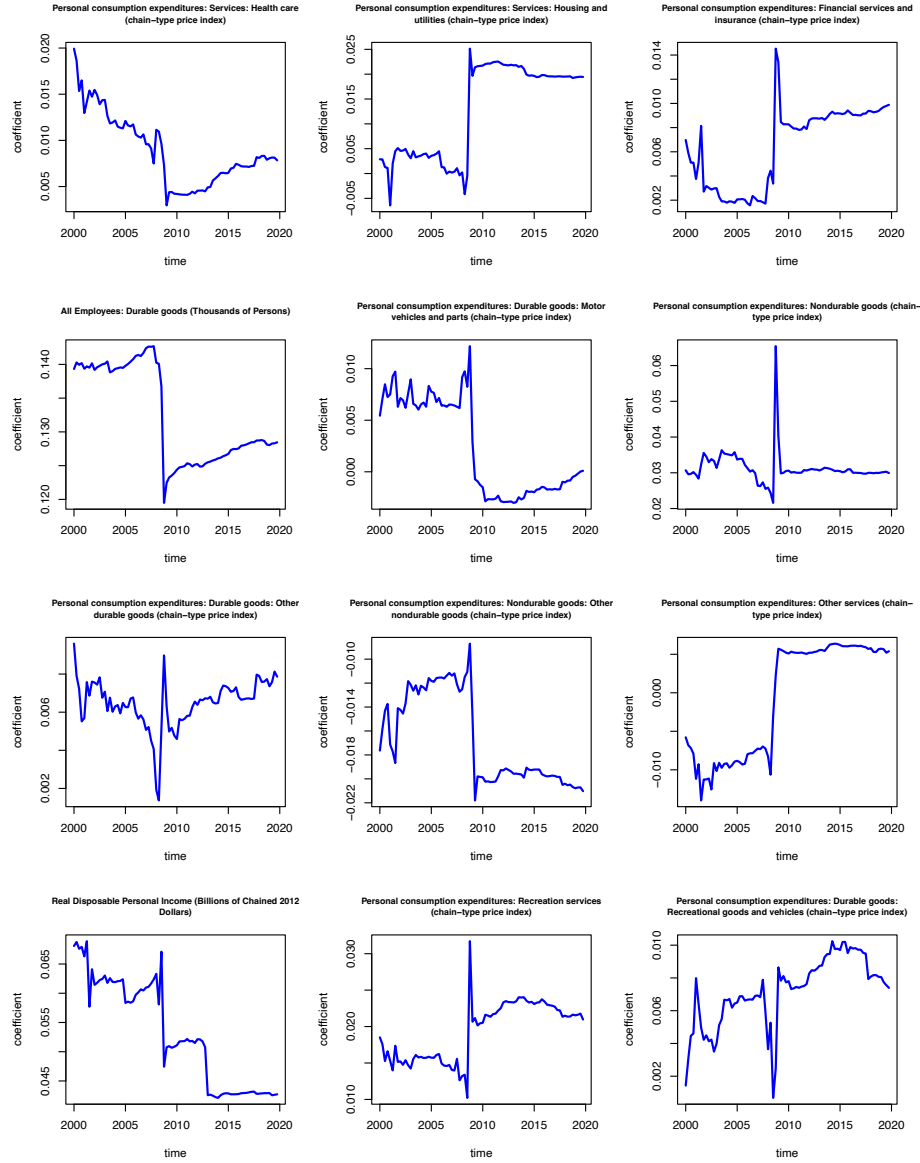 Personal consumption expenditures: Services: Health care
(chain−type price index)
coefficient
0.005 0.010 0.015 0.020
2000 2005 2010 2015 2020
time
Personal consumption expenditures: Services: Housing and
utilities (chain−type price index)
coefficient
−0.005 0.005 0.015 0.025
2000 2005 2010 2015 2020
time
Personal consumption expenditures: Financial services and
insurance (chain−type price index)
coefficient
0.002 0.006 0.010 0.014
2000 2005 2010 2015 2020
time
All Employees: Durable goods (Thousands of Persons)
coefficient
0.120 0.130 0.140
2000 2005 2010 2015 2020
time
Personal consumption expenditures: Durable goods: Motor
vehicles and parts (chain−type price index)
coefficient
0.000 0.005 0.010
2000 2005 2010 2015 2020
time
Personal consumption expenditures: Nondurable goods (chain−
type price index)
coefficient
0.02 0.03 0.04 0.05 0.06
2000 2005 2010 2015 2020
time
Personal consumption expenditures: Durable goods: Other
durable goods (chain−type price index)
coefficient
0.002 0.006
2000 2005 2010 2015 2020
time
Personal consumption expenditures: Nondurable goods: Other
nondurable goods (chain−type price index)
coefficient
−0.022 −0.018 −0.014 −0.010
2000 2005 2010 2015 2020
time
Personal consumption expenditures: Other services (chain−
type price index)
coefficient
−0.010 0.000
2000 2005 2010 2015 2020
time
Real Disposable Personal Income (Billions of Chained 2012
Dollars)
coefficient
0.045 0.055 0.065
2000 2005 2010 2015 2020
time
Personal consumption expenditures: Recreation services
(chain−type price index)
coefficient
0.010 0.020 0.030
2000 2005 2010 2015 2020
time
Personal consumption expenditures: Durable goods:
Recreational goods and vehicles (chain−type price index)
coefficient
0.002 0.006 0.010
2000 2005 2010 2015 2020
time